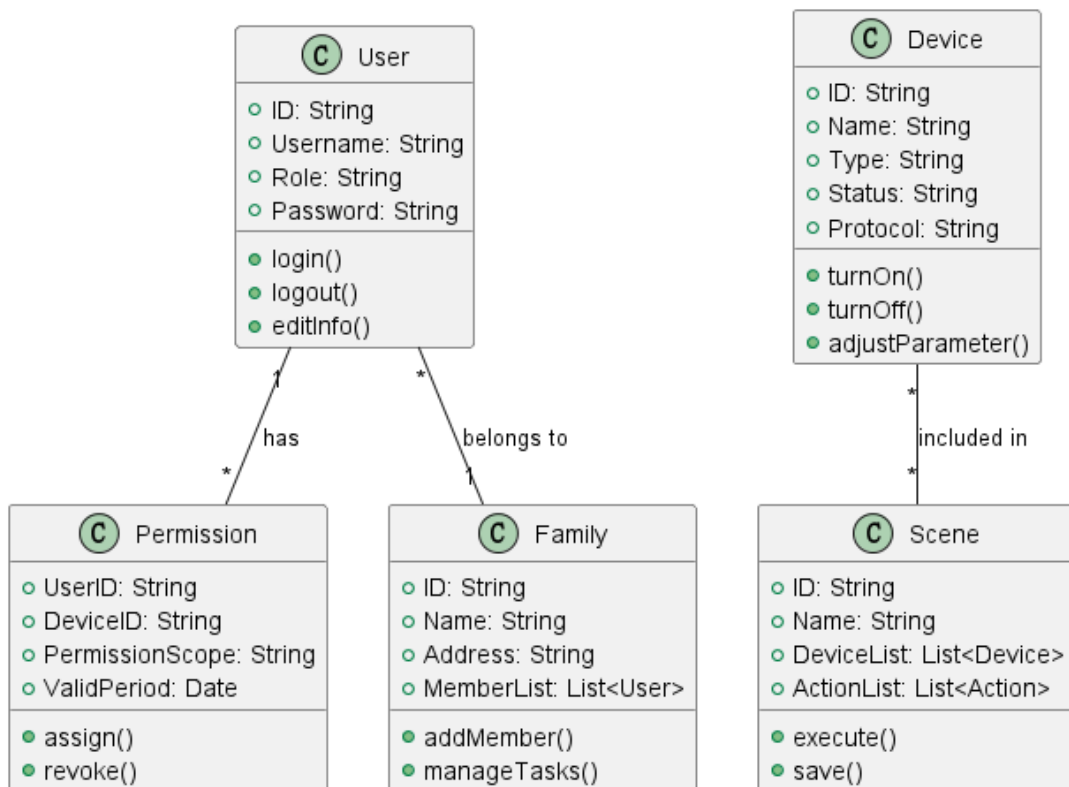 C User
ID: String
Username: String
Role: String
Password: String
login()
logout()
editInfo()
C Device
ID: String
Name: String
Type: String
Status: String
Protocol: String
turnOn()
turnOff()
adjustParameter()
1
has
*
*
belongs to
1
*
included in
*
C Permission
UserID: String
DeviceID: String
PermissionScope: String
ValidPeriod: Date
assign()
revoke()
C Family
ID: String
Name: String
Address: String
MemberList: List<User>
addMember()
manageTasks()
C Scene
ID: String
Name: String
DeviceList: List<Device>
ActionList: List<Action>
execute()
save()